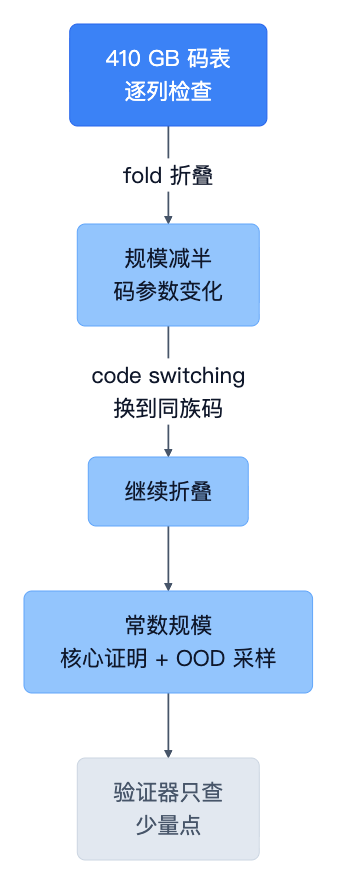 410 GB 码表
逐列检查
fold 折叠
规模减半
码参数变化
code switching
换到同族码
继续折叠
常数规模
核心证明 + OOD 采样
验证器只查
少量点